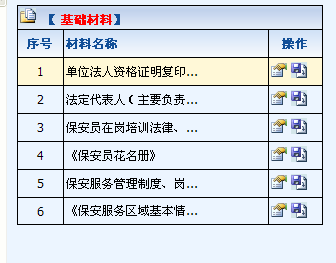 【 基础材料】
序号 材料名称 操作
1 单位法人资格证明复印...
2 法定代表人（主要负责...
3 保安员在岗培训法律、...
4 《保安员花名册》
5 保安服务管理制度、岗...
6 《保安服务区域基本情...